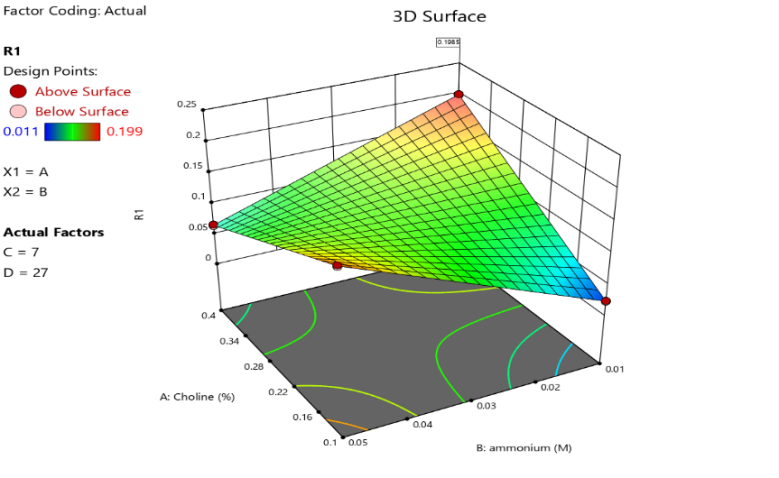 Factor Coding: Actual
3D Surface
R1
Design Points:
Above Surface
Below Surface
0.011 0.199
X1 = A
X2 = B
Actual Factors
C = 7
D = 27
0.25
0.2
0.15
0.1
0.05
0
R1
0.4
0.34
0.28
0.22
0.16
0.1
A: Choline (%)
0.05
0.04
0.03
0.02
0.01
B: ammonium (M)